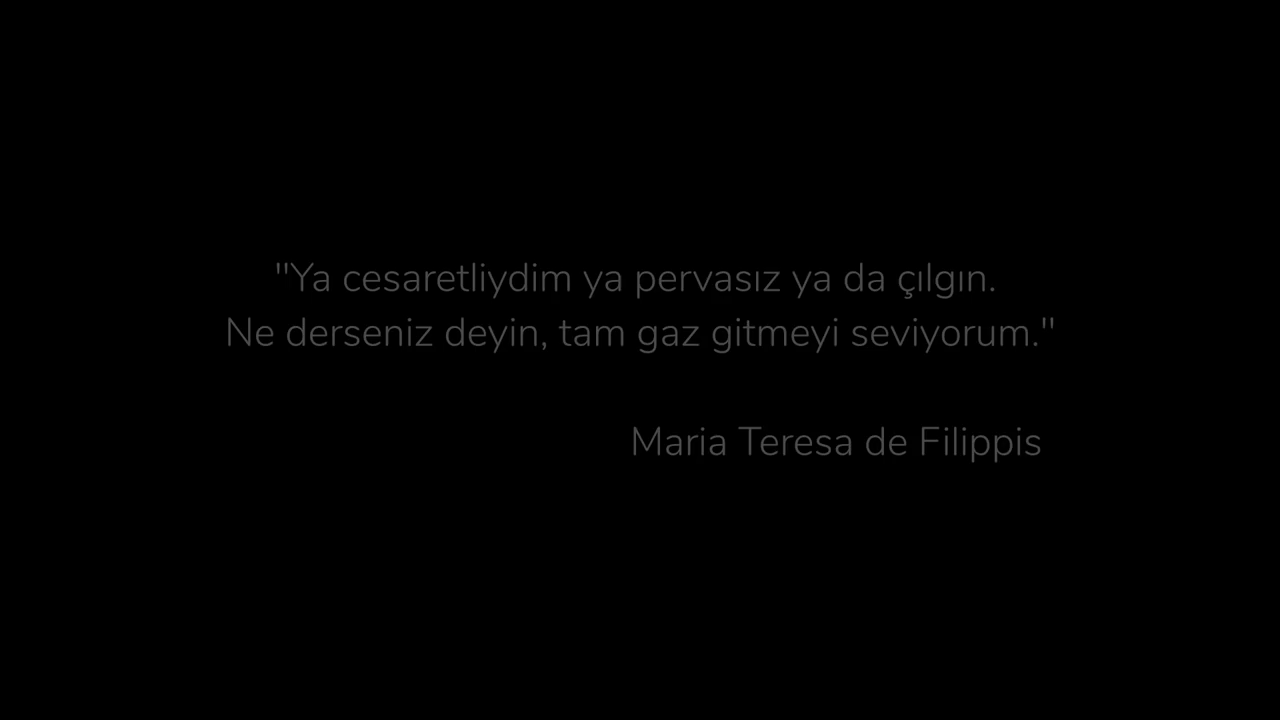 "Ya cesaretliydim ya pervasız ya da çılgın.
Ne derseniz deyin, tam gaz gitmeyi seviyorum."
Maria Teresa de Filippis